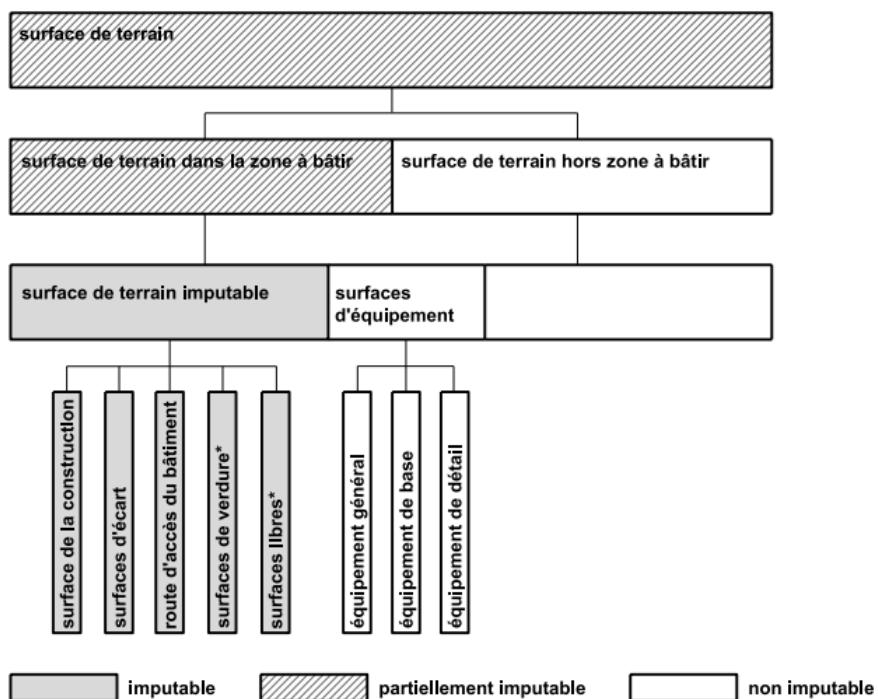 surface de terrain
surface de terrain dans la zone à bâtir
surface de terrain hors zone à bâtir
surface de terrain imputable
surfaces
d'équipement
surface de la construction
surfaces d'écart
route d'accès du bâtiment
surfaces de verdure*
surfaces libres*
équipement général
équipement de base
équipement de détail
imputable
partiellement imputable
non imputable